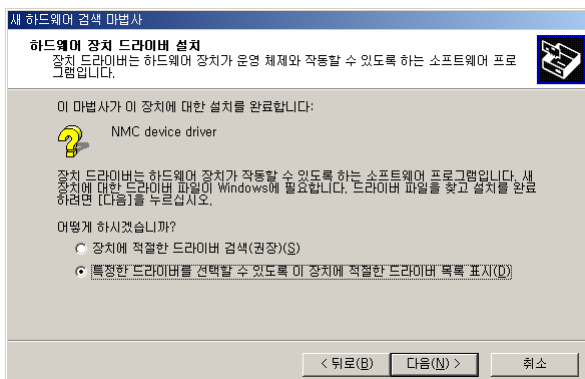 새 하드웨어 검색 마법사
하드웨어 장치 드라이버 설치
장치 드라이버는 하드웨어 장치가 운영 체제와 작동할 수 있도록 하는 소프트웨어 프로
그램입니다.
이 마법사가 이 장치에 대한 설치를 완료합니다:
NMC device driver
장치 드라이버는 하드웨어 장치가 작동할 수 있도록 하는 소프트웨어 프로그램입니다. 새
장치에 대한 드라이버 파일이 Windows에 필요합니다. 드라이버 파일을 찾고 설치를 완료
하려면 [다음]을 누르십시오.
어떻게 하시겠습니까?
장치에 적절한 드라이버 검색(권장)(S)
특정한 드라이버를 선택할 수 있도록 이 장치에 적절한 드라이버 목록 표시(D)
< 뒤로(B) 다음(N) > 취소